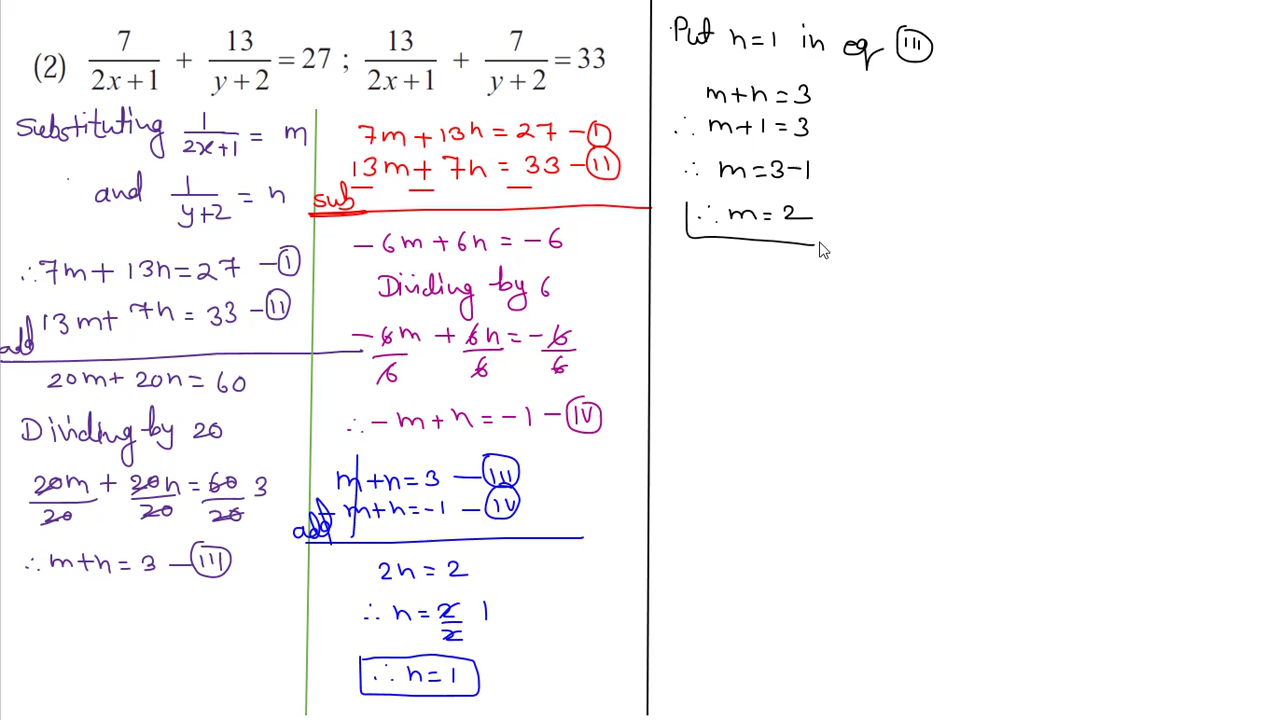 (2) 7/(2x+1) + 13/(y+2) = 27 ; 13/(2x+1) + 7/(y+2) = 33
Substituting 1/(2x+1) = m
and 1/(y+2) = n
∴ 7m + 13n = 27 – (I)
13m + 7n = 33 – (II)
add
20m + 20n = 60
Dividing by 20
20m/20 + 20n/20 = 60/20 3
∴ m+n = 3 – (III)
7m + 13n = 27 – (I)
13m + 7n = 33 – (II)
– – –
sub
– 6m + 6n = – 6
Dividing by 6
– 6m/6 + 6n/6 = – 6/6
∴ – m + n = – 1 – (IV)
m + n = 3 – (III)
m + n = -1 – (IV)
add
2n = 2
∴ n = 2/2 1
∴ n = 1
Put n=1 in eq (III)
m+n = 3
∴ m+1 = 3
∴ m = 3-1
∴ m = 2